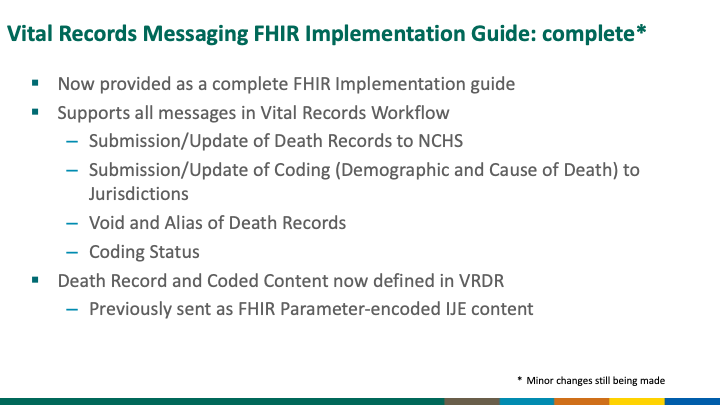 Vital Records Messaging FHIR Implementation Guide: complete*
▪ Now provided as a complete FHIR Implementation guide
▪ Supports all messages in Vital Records Workflow
– Submission/Update of Death Records to NCHS
– Submission/Update of Coding (Demographic and Cause of Death) to
Jurisdictions
– Void and Alias of Death Records
– Coding Status
▪ Death Record and Coded Content now defined in VRDR
– Previously sent as FHIR Parameter-encoded IJE content
* Minor changes still being made